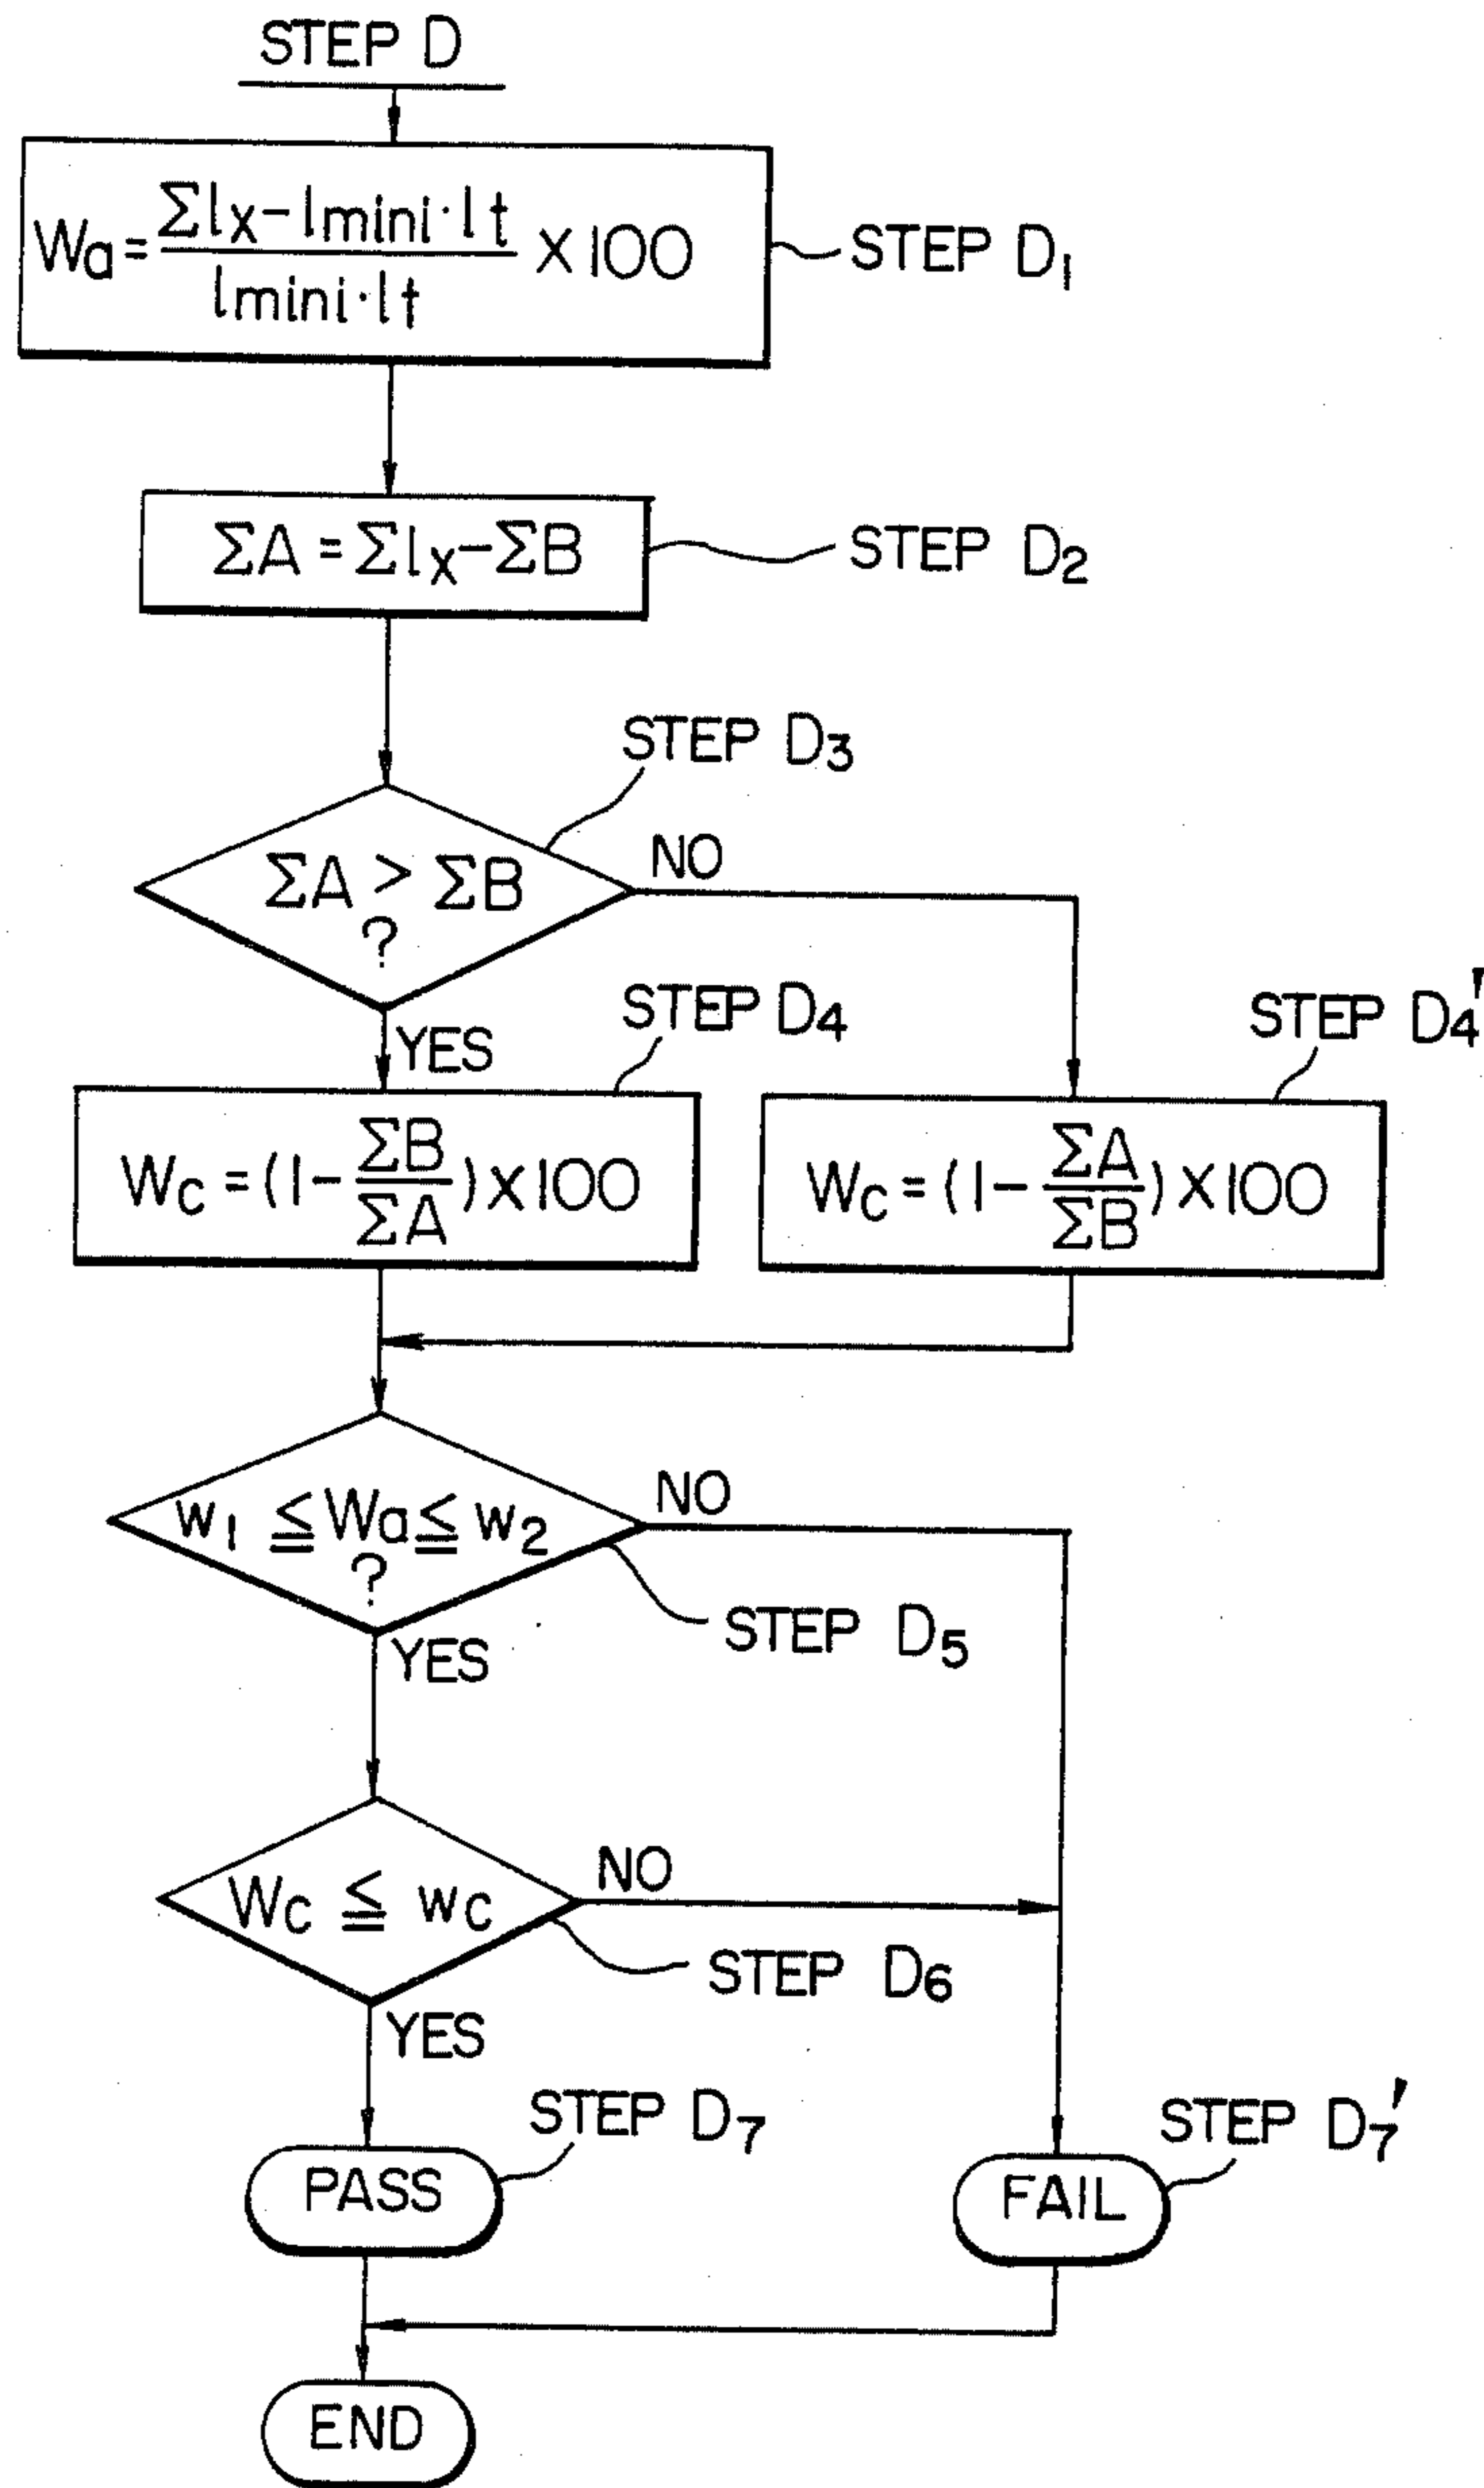 STEP D
Wa = Σlx - lmini·lt / lmini·lt × 100
STEP D1
ΣA = Σlx - ΣB
STEP D2
STEP D3
ΣA > ΣB
?
NO
YES
STEP D4
STEP D4'
Wc = (1 - ΣB/ΣA) × 100
Wc = (1 - ΣA/ΣB) × 100
w1 ≦ Wa ≦ w2
?
NO
YES
STEP D5
Wc ≦ wc
NO
STEP D6
YES
STEP D7
STEP D7'
PASS
FAIL
END